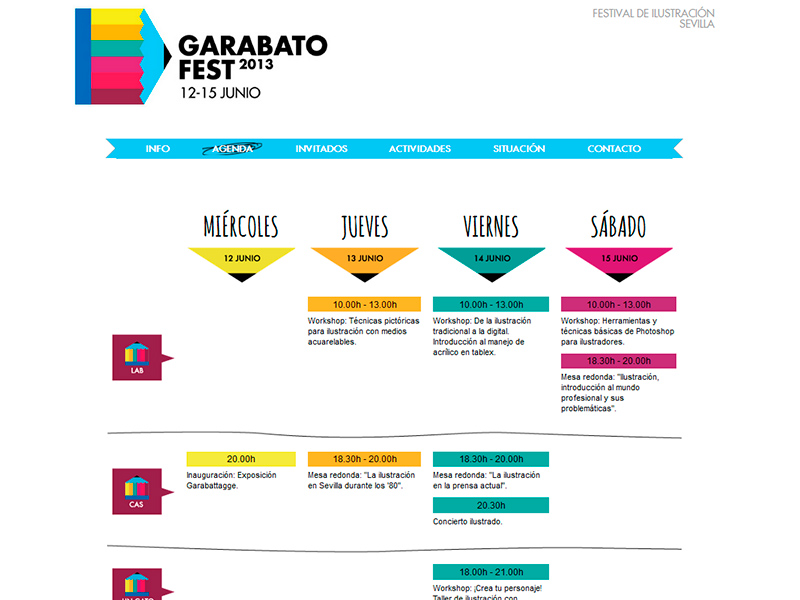 GARABATO
FEST 2013
12-15 JUNIO
FESTIVAL DE ILUSTRACIÓN
SEVILLA
INFO
AGENDA
INVITADOS
ACTIVIDADES
SITUACIÓN
CONTACTO
MIÉRCOLES
12 JUNIO
JUEVES
13 JUNIO
VIERNES
14 JUNIO
SÁBADO
15 JUNIO
LAB
10.00h - 13.00h
Workshop: Técnicas pictóricas
para ilustración con medios
acuarelables.
10.00h - 13.00h
Workshop: De la ilustración
tradicional a la digital.
Introducción al manejo de
acrílico en tablex.
10.00h - 13.00h
Workshop: Herramientas y
técnicas básicas de Photoshop
para ilustradores.
18.30h - 20.00h
Mesa redonda: "Ilustración,
introducción al mundo
profesional y sus
problemáticas".
CAS
20.00h
Inauguración: Exposición
Garabattagge.
18.30h - 20.00h
Mesa redonda: "La ilustración
en Sevilla durante los '80".
18.30h - 20.00h
Mesa redonda: "La ilustración
en la prensa actual".
20.30h
Concierto ilustrado.
18.00h - 21.00h
Workshop: ¡Crea tu personaje!
Taller de ilustración con